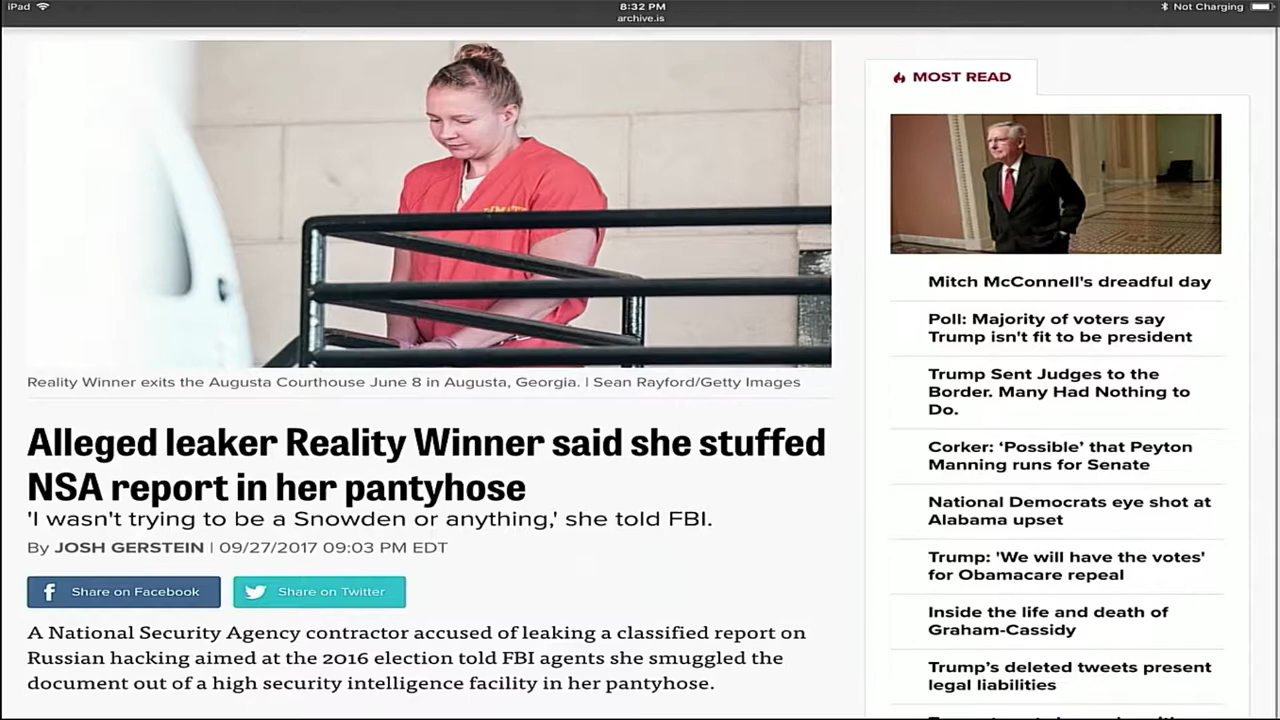 iPad
8:32 PM
Not Charging
archive.is
Reality Winner exits the Augusta Courthouse June 8 in Augusta, Georgia. | Sean Rayford/Getty Images
Alleged leaker Reality Winner said she stuffed
NSA report in her pantyhose
'I wasn't trying to be a Snowden or anything,' she told FBI.
By JOSH GERSTEIN | 09/27/2017 09:03 PM EDT
Share on Facebook
Share on Twitter
A National Security Agency contractor accused of leaking a classified report on
Russian hacking aimed at the 2016 election told FBI agents she smuggled the
document out of a high security intelligence facility in her pantyhose.
MOST READ
Mitch McConnell's dreadful day
Poll: Majority of voters say
Trump isn't fit to be president
Trump Sent Judges to the
Border. Many Had Nothing to
Do.
Corker: ‘Possible’ that Peyton
Manning runs for Senate
National Democrats eye shot at
Alabama upset
Trump: 'We will have the votes'
for Obamacare repeal
Inside the life and death of
Graham-Cassidy
Trump’s deleted tweets present
legal liabilities